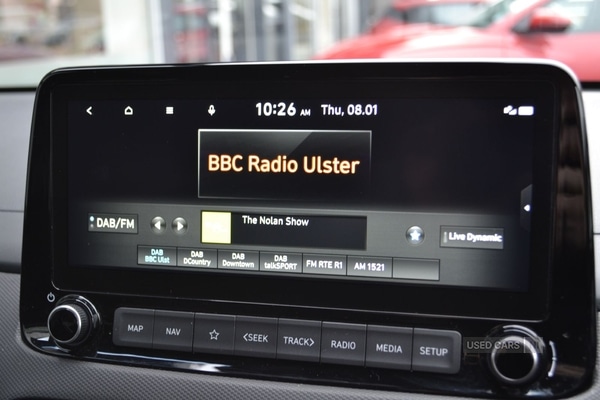 10:26 AM Thu, 08.01
BBC Radio Ulster
DAB/FM
The Nolan Show
Live Dynamic
DAB BBC Ulst
DAB DCountry
DAB Downtown
DAB talkSPORT
FM RTE R1
AM 1521
MAP NAV <SEEK TRACK> RADIO MEDIA SETUP
USED CARS NI